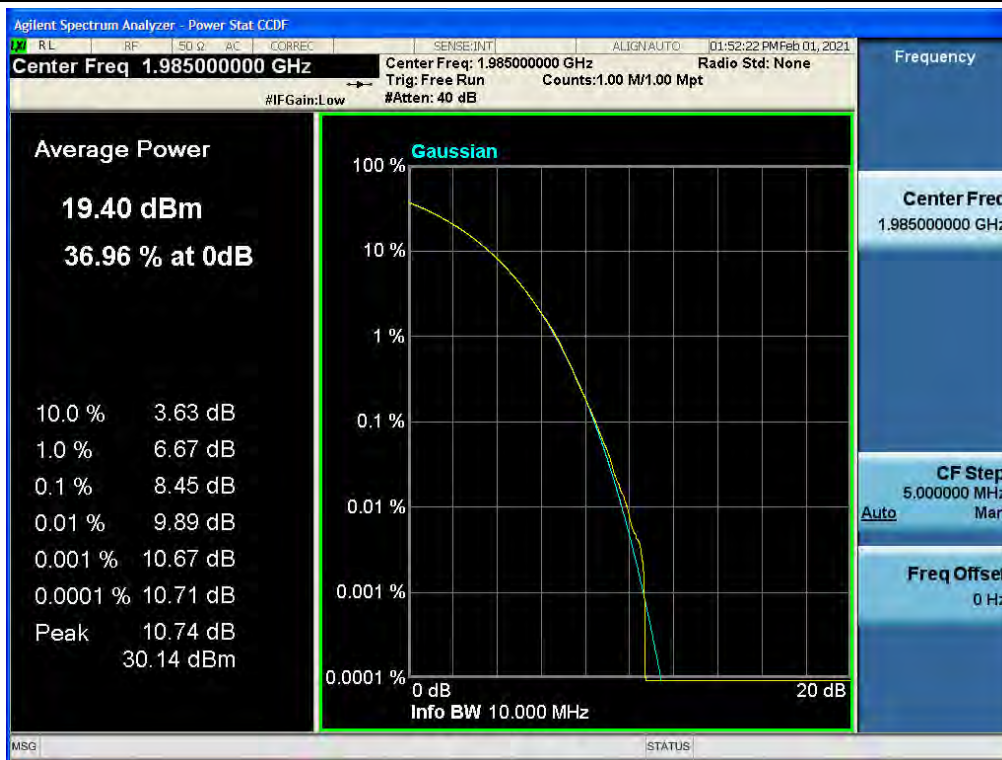 Agilent Spectrum Analyzer - Power Stat CCDF
LXI RL RF 50 Ω AC CORREC SENSE:INT ALIGNAUTO 01:52:22 PM Feb 01, 2021
Center Freq 1.985000000 GHz
Center Freq: 1.985000000 GHz Radio Std: None
Trig: Free Run Counts:1.00 M/1.00 Mpt
#IFGain:Low #Atten: 40 dB
Frequency
Average Power
19.40 dBm
36.96 % at 0dB
10.0 % 3.63 dB
1.0 % 6.67 dB
0.1 % 8.45 dB
0.01 % 9.89 dB
0.001 % 10.67 dB
0.0001 % 10.71 dB
Peak 10.74 dB
30.14 dBm
Gaussian
100 %
10 %
1 %
0.1 %
0.01 %
0.001 %
0.0001 %
0 dB 20 dB
Info BW 10.000 MHz
Center Freq
1.985000000 GHz
CF Step
5.000000 MHz
Auto Man
Freq Offset
0 Hz
MSG STATUS